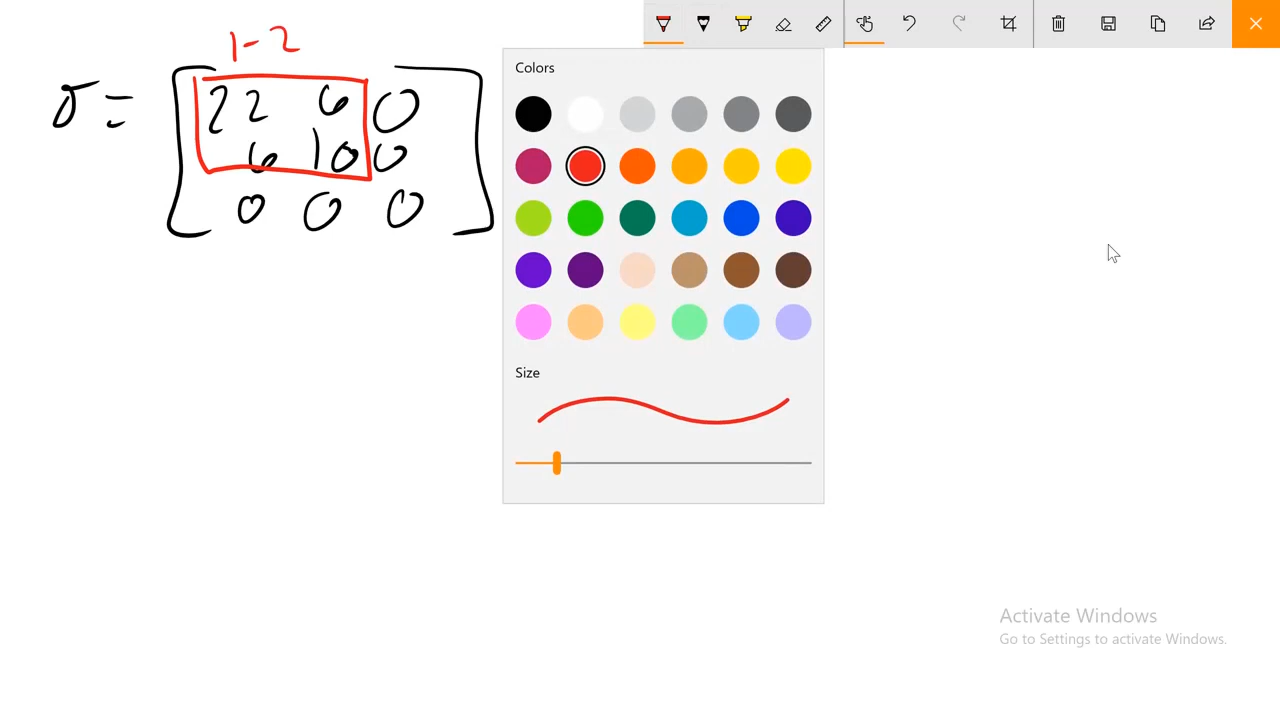 1-2
σ = [ 22 6 0
6 10 0
0 0 0 ]
Colors
Size
Activate Windows
Go to Settings to activate Windows.